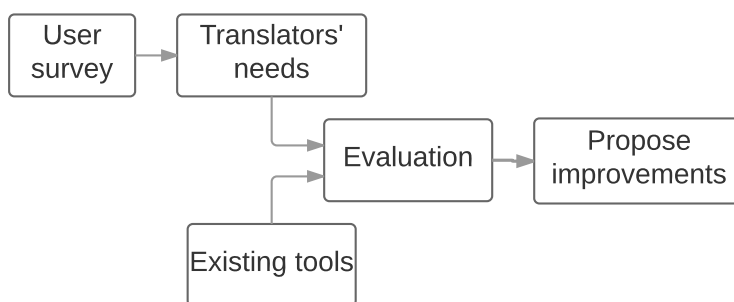 User
survey
Translators'
needs
Evaluation
Propose
improvements
Existing tools